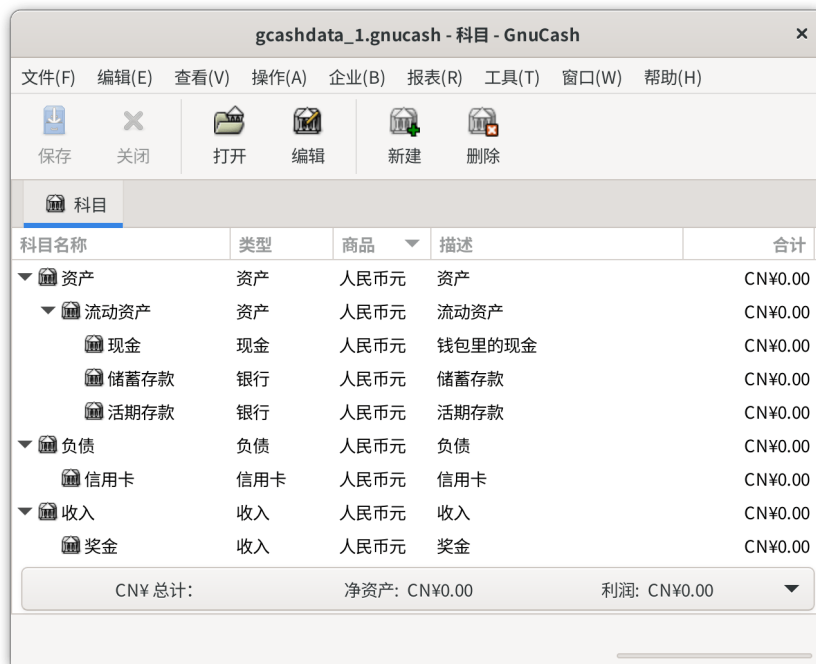 gcashdata_1.gnucash - 科目 - GnuCash
文件(F) 编辑(E) 查看(V) 操作(A) 企业(B) 报表(R) 工具(T) 窗口(W) 帮助(H)
保存 关闭 打开 编辑 新建 删除
科目
科目名称 类型 商品 描述 合计
资产 资产 人民币元 资产 CN¥0.00
流动资产 资产 人民币元 流动资产 CN¥0.00
现金 现金 人民币元 钱包里的现金 CN¥0.00
储蓄存款 银行 人民币元 储蓄存款 CN¥0.00
活期存款 银行 人民币元 活期存款 CN¥0.00
负债 负债 人民币元 负债 CN¥0.00
信用卡 信用卡 人民币元 信用卡 CN¥0.00
收入 收入 人民币元 收入 CN¥0.00
奖金 收入 人民币元 奖金 CN¥0.00
CN¥ 总计: 净资产: CN¥0.00 利润: CN¥0.00